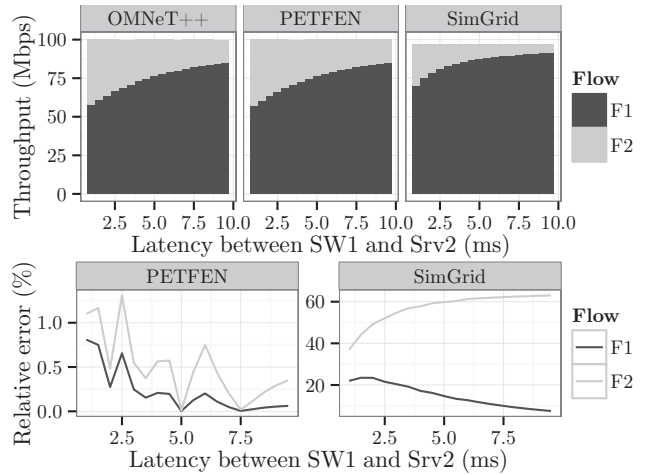 OMNeT++ PETFEN SimGrid
Throughput (Mbps)
100
75
50
25
0
2.5 5.0 7.5 10.0 2.5 5.0 7.5 10.0 2.5 5.0 7.5 10.0
Latency between SW1 and Srv2 (ms)
Flow
F1
F2
PETFEN SimGrid
Relative error (%)
1.0
0.5
0.0
60
40
20
2.5 5.0 7.5 2.5 5.0 7.5
Latency between SW1 and Srv2 (ms)
Flow
F1
F2